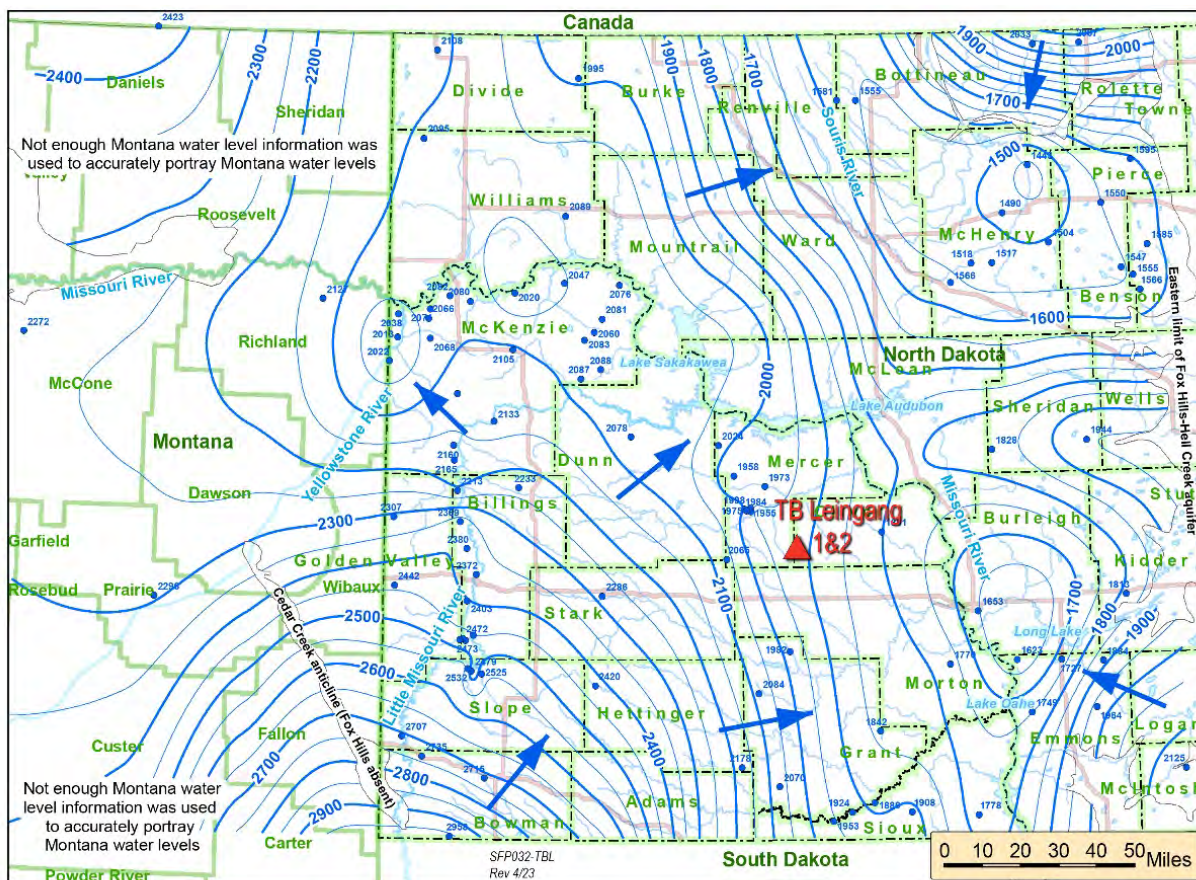 Canada
2423
2400
2300
2200
2108
1995
1900
1800
1700
1581
1555
1900
2033
2000
1700
Daniels
Sheridan
Divide
Burke
Renville
Bottineau
Rolette
Towne
Souris River
Not enough Montana water level information was
used to accurately portray Montana water levels
Valley
Roosevelt
2095
Williams
2089
Mountrail
Ward
McHenry
Pierce
1500
1595
1550
1490
1504
1518
1517
1566
1585
1547
1555
1566
Benson
1600
Missouri River
2272
Richland
McCone
Montana
Dawson
Yellowstone River
2038
2022
2066
2080
2068
2020
2047
2076
2081
2060
2083
2088
2087
2105
McKenzie
Lake Sakakawea
North Dakota
McLean
Lake Audubon
2000
Sheridan
Wells
1826
1944
Eastern limit of Fox Hills-Hell Creek aquifer
2133
2078
2160
2165
Dunn
2024
1958
1973
Mercer
1984
TB Leingang
1&2
2213
2233
Billings
2307
2300
2380
2372
2065
Garfield
Rosebud
Prairie
2296
Golden Valley
Wibaux
2442
2403
2286
Stark
2100
Missouri River
Burleigh
Kidder
1653
1700
1813
1800
1900
Long Lake
Cedar Creek anticline (Fox Hills absent)
Little Missouri River
2500
2600
2472
2473
2532
2525
Slope
2420
Hettinger
2400
1982
2084
Morton
1770
1623
1727
1749
Lake Oahe
1964
Emmons
Logan
Custer
Fallon
2707
2700
2800
2900
2715
Bowman
Adams
2178
2070
1842
Grant
1924
1953
1908
Sioux
1778
2125
McIntosh
Not enough Montana water
level information was used
to accurately portray
Montana water levels
Carter
Powder River
SFP032-TBL
Rev 4/23
South Dakota
0 10 20 30 40 50 Miles